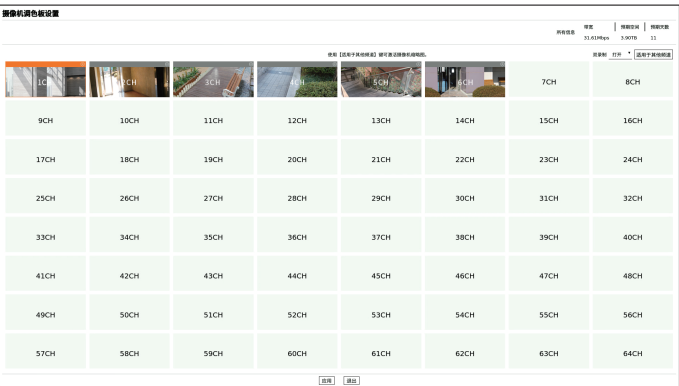 摄像机调色板设置
所有信息 带宽 预期空间 预期天数
31.61Mbps 3.90TB 11
使用【适用于其他频道】键可激活摄像机缩略图。
双录制 打开 适用于其他频道
1CH 2CH 3CH 4CH 5CH 6CH 7CH 8CH
9CH 10CH 11CH 12CH 13CH 14CH 15CH 16CH
17CH 18CH 19CH 20CH 21CH 22CH 23CH 24CH
25CH 26CH 27CH 28CH 29CH 30CH 31CH 32CH
33CH 34CH 35CH 36CH 37CH 38CH 39CH 40CH
41CH 42CH 43CH 44CH 45CH 46CH 47CH 48CH
49CH 50CH 51CH 52CH 53CH 54CH 55CH 56CH
57CH 58CH 59CH 60CH 61CH 62CH 63CH 64CH
应用 退出